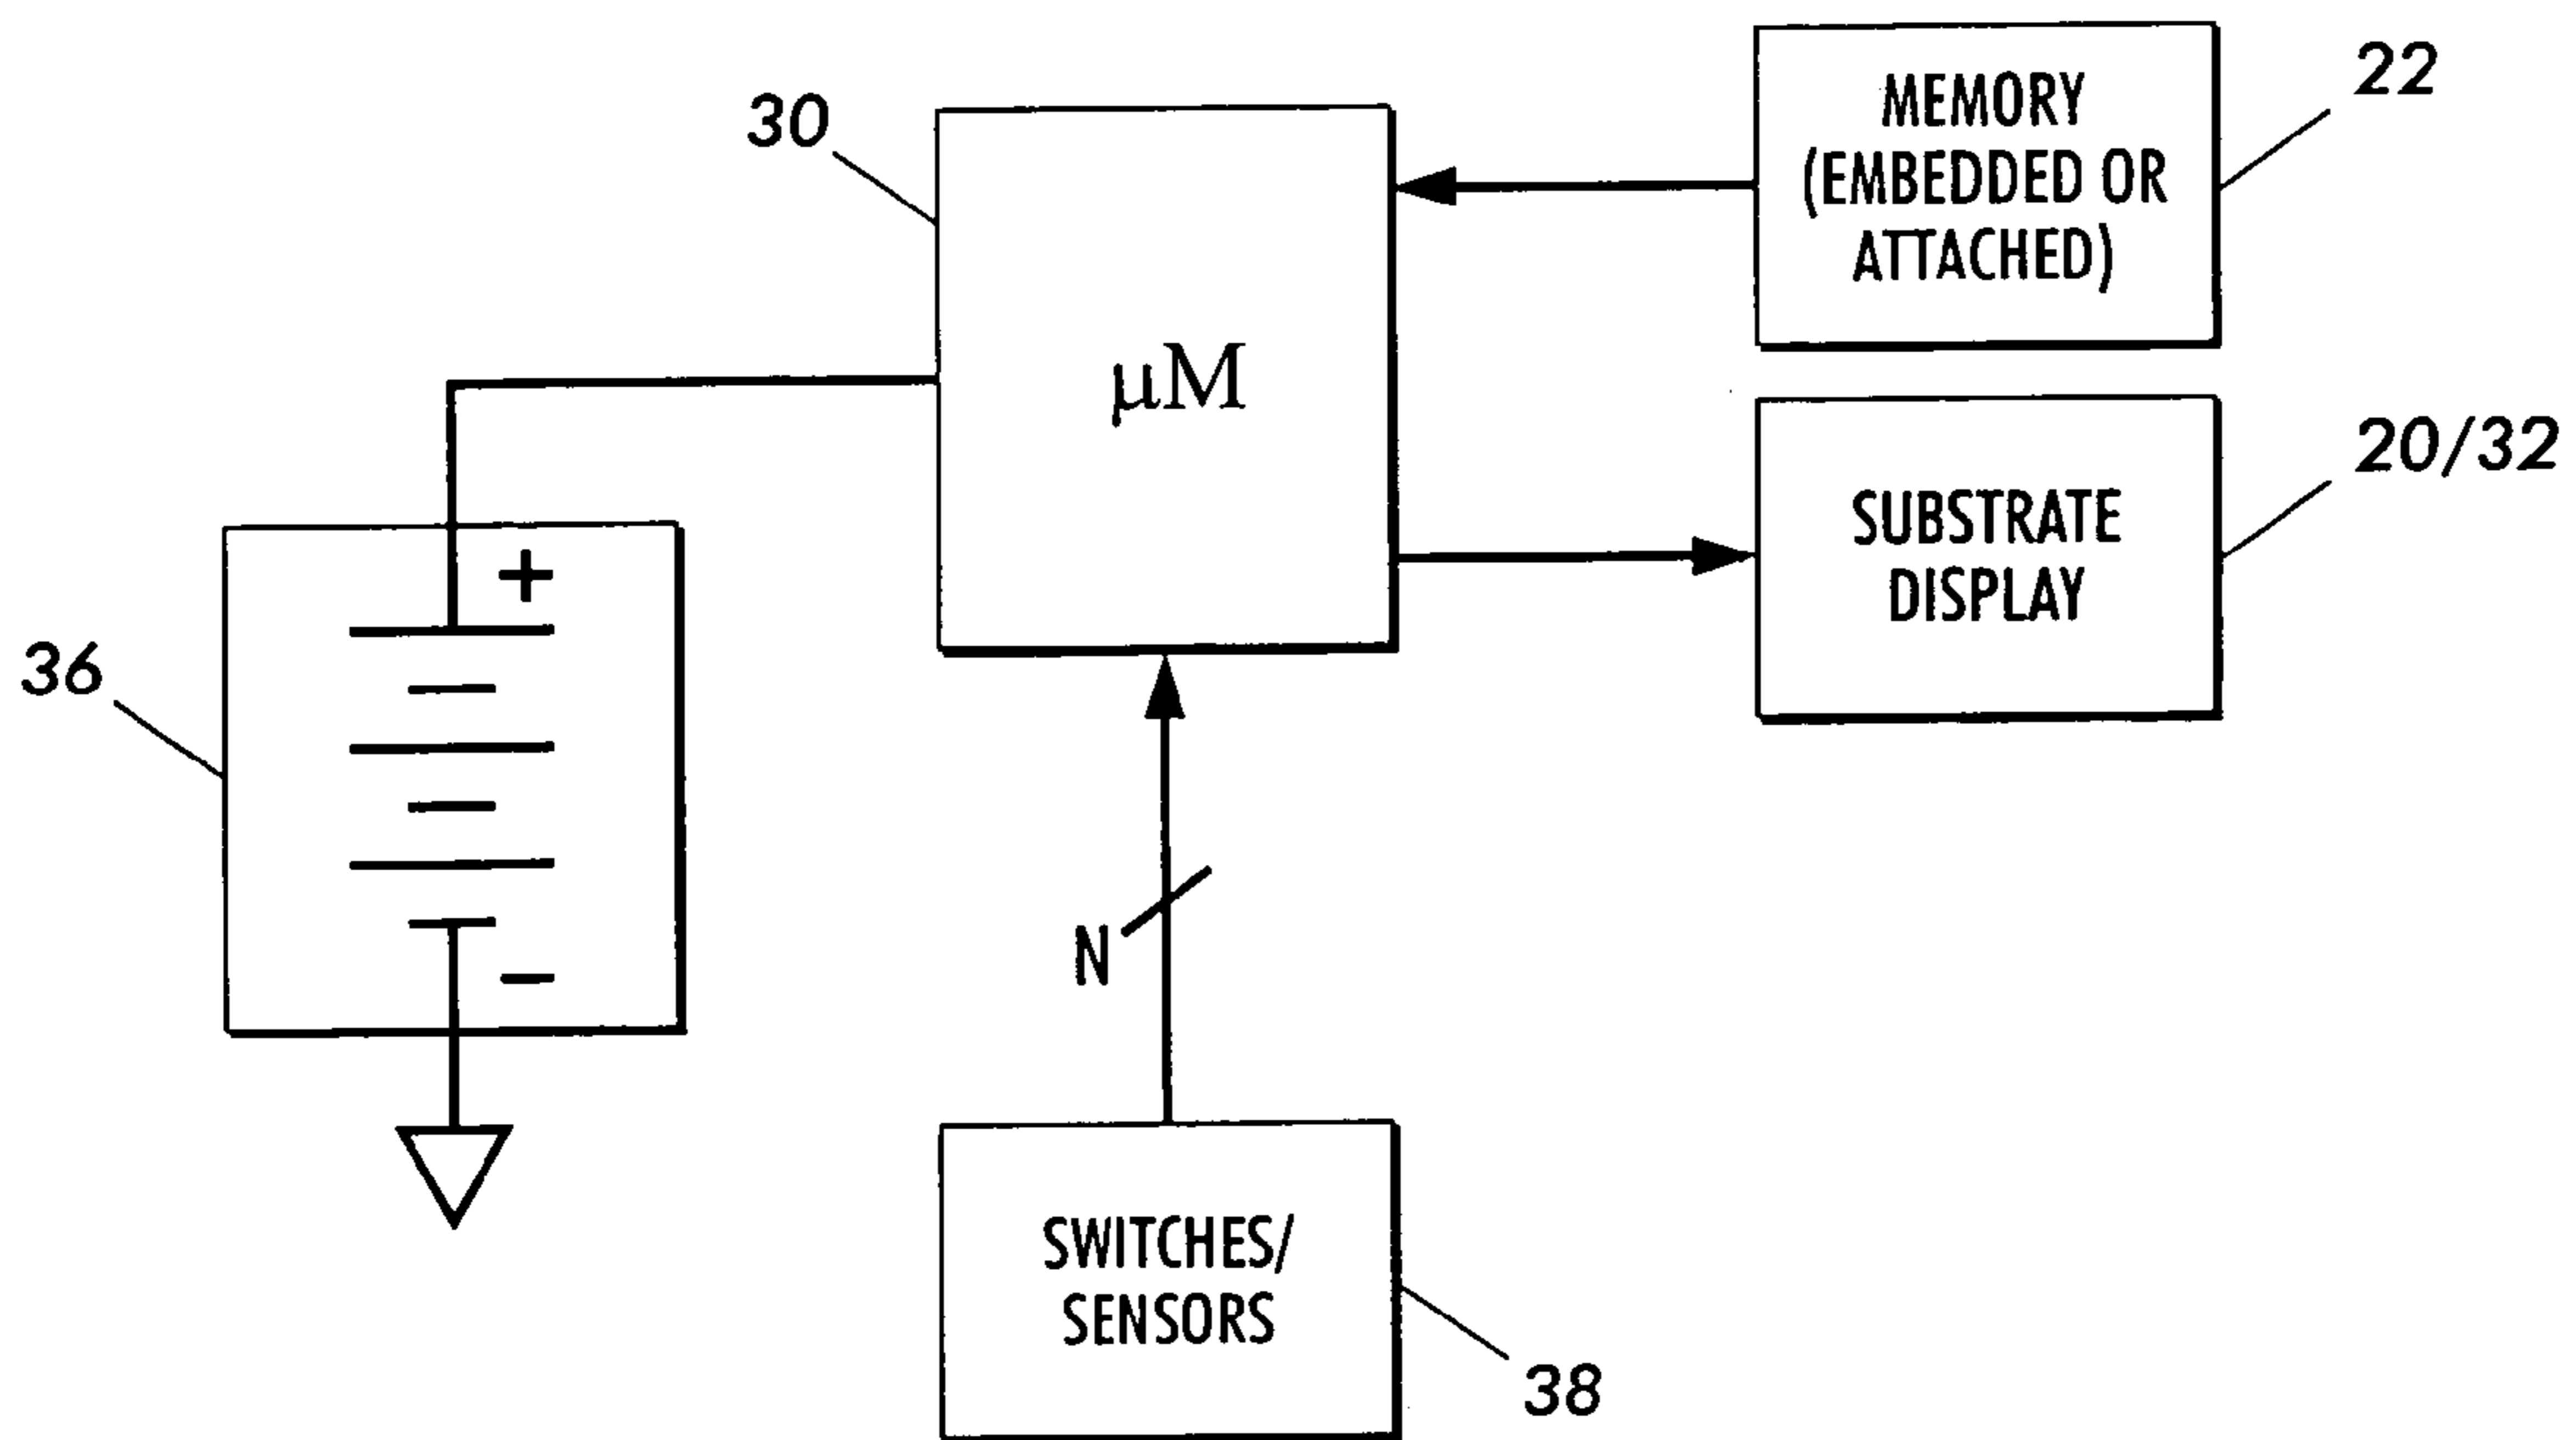 30
µM
MEMORY
(EMBEDDED OR
ATTACHED)
22
SUBSTRATE
DISPLAY
20/32
36
+
−
N
SWITCHES/
SENSORS
38